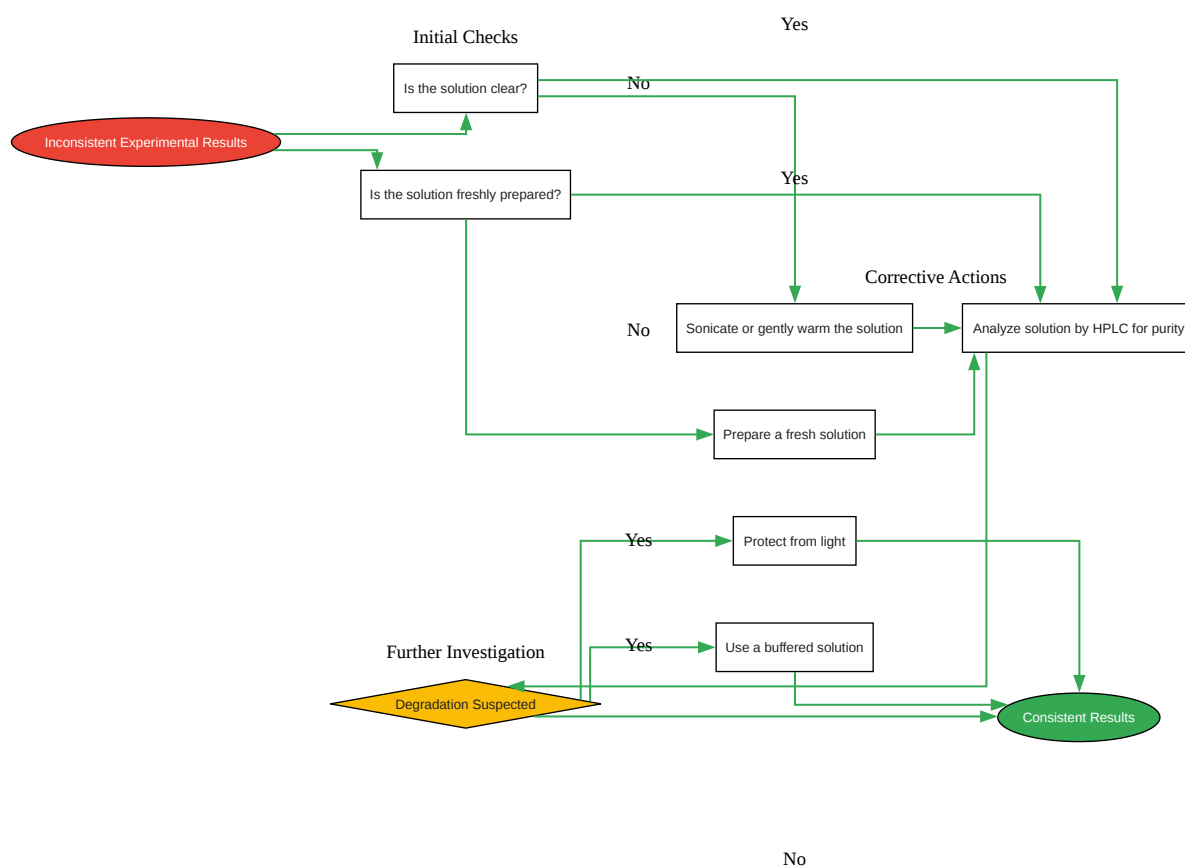 Yes
Initial Checks
No
Is the solution clear?
Inconsistent Experimental Results
Yes
Is the solution freshly prepared?
Corrective Actions
No
Sonicate or gently warm the solution
Analyze solution by HPLC for purity
Prepare a fresh solution
Yes
Protect from light
Yes
Use a buffered solution
Further Investigation
Degradation Suspected
Consistent Results
No